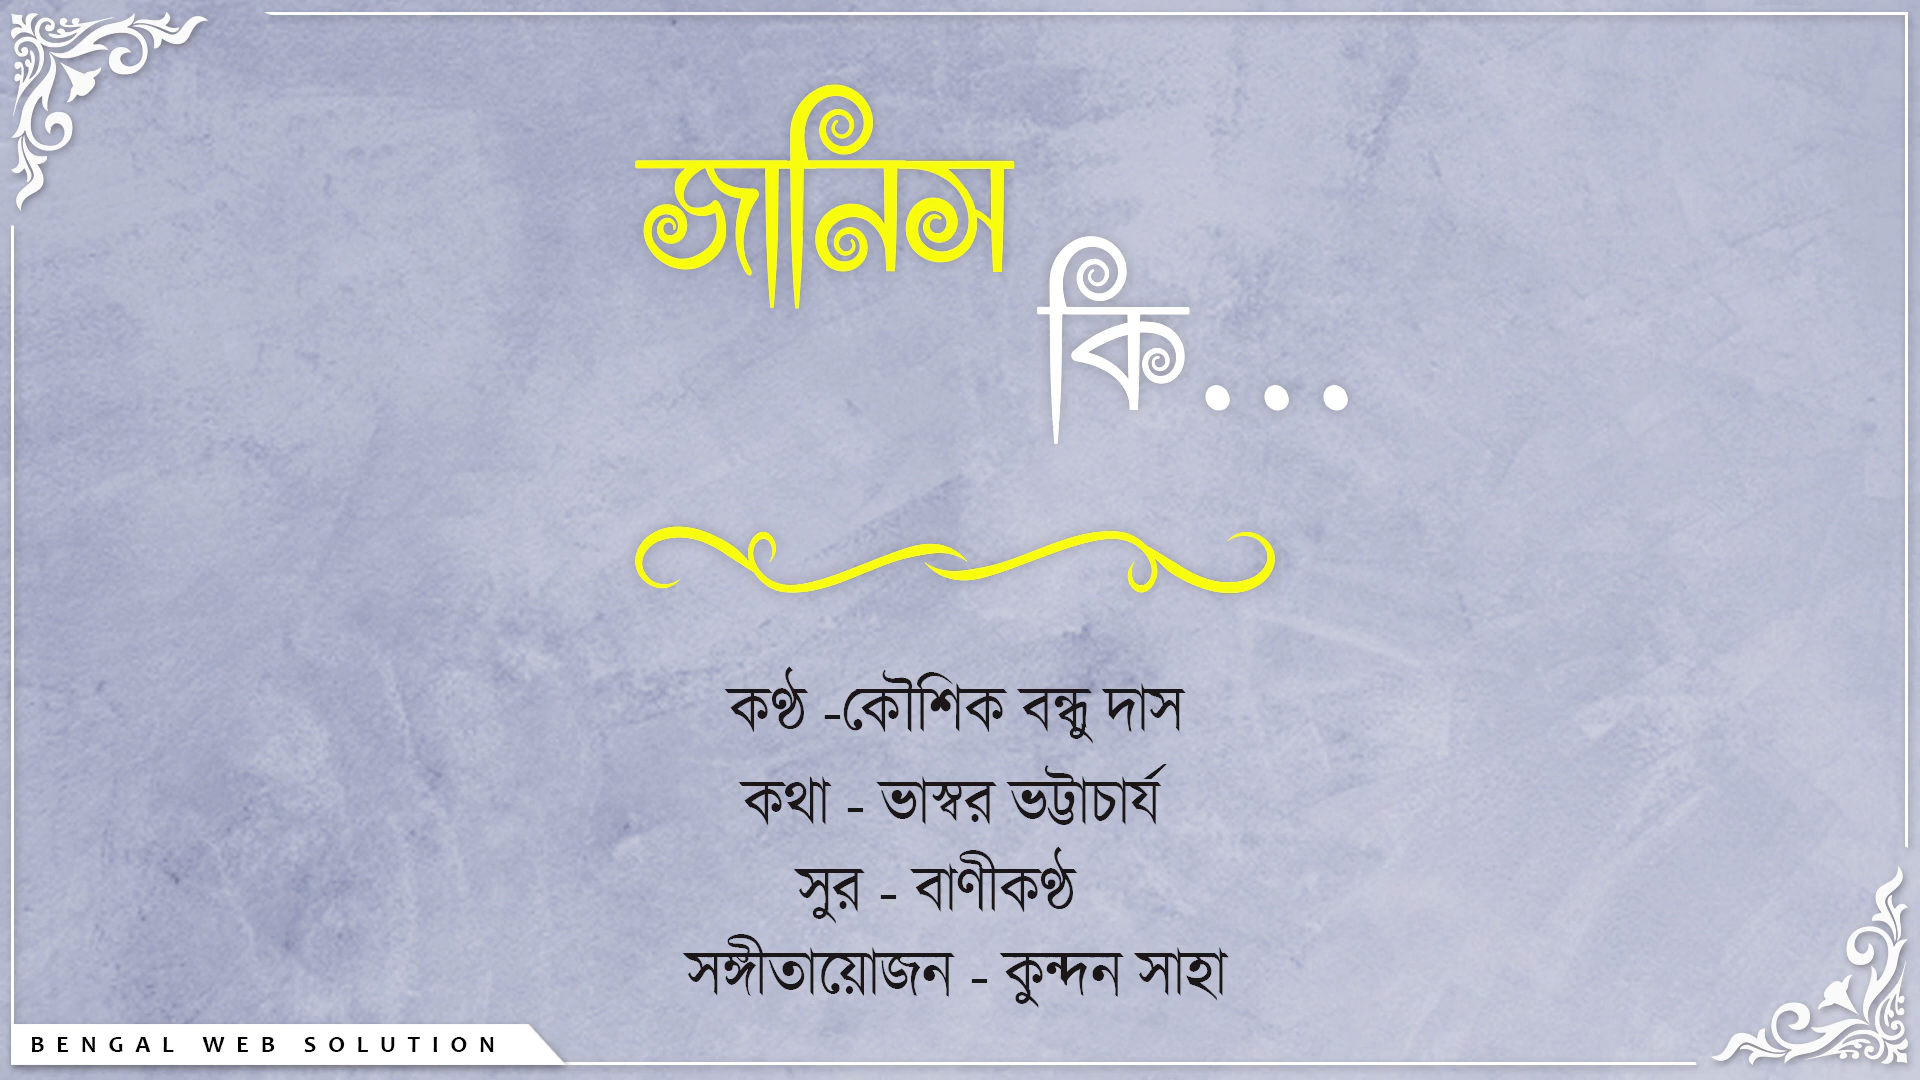 জানিস
কি...
কণ্ঠ -কৌশিক বন্ধু দাস
কথা - ভাস্বর ভট্টাচার্য
সুর - বাণীকণ্ঠ
সঙ্গীতায়োজন - কুন্দন সাহা
BENGAL WEB SOLUTION